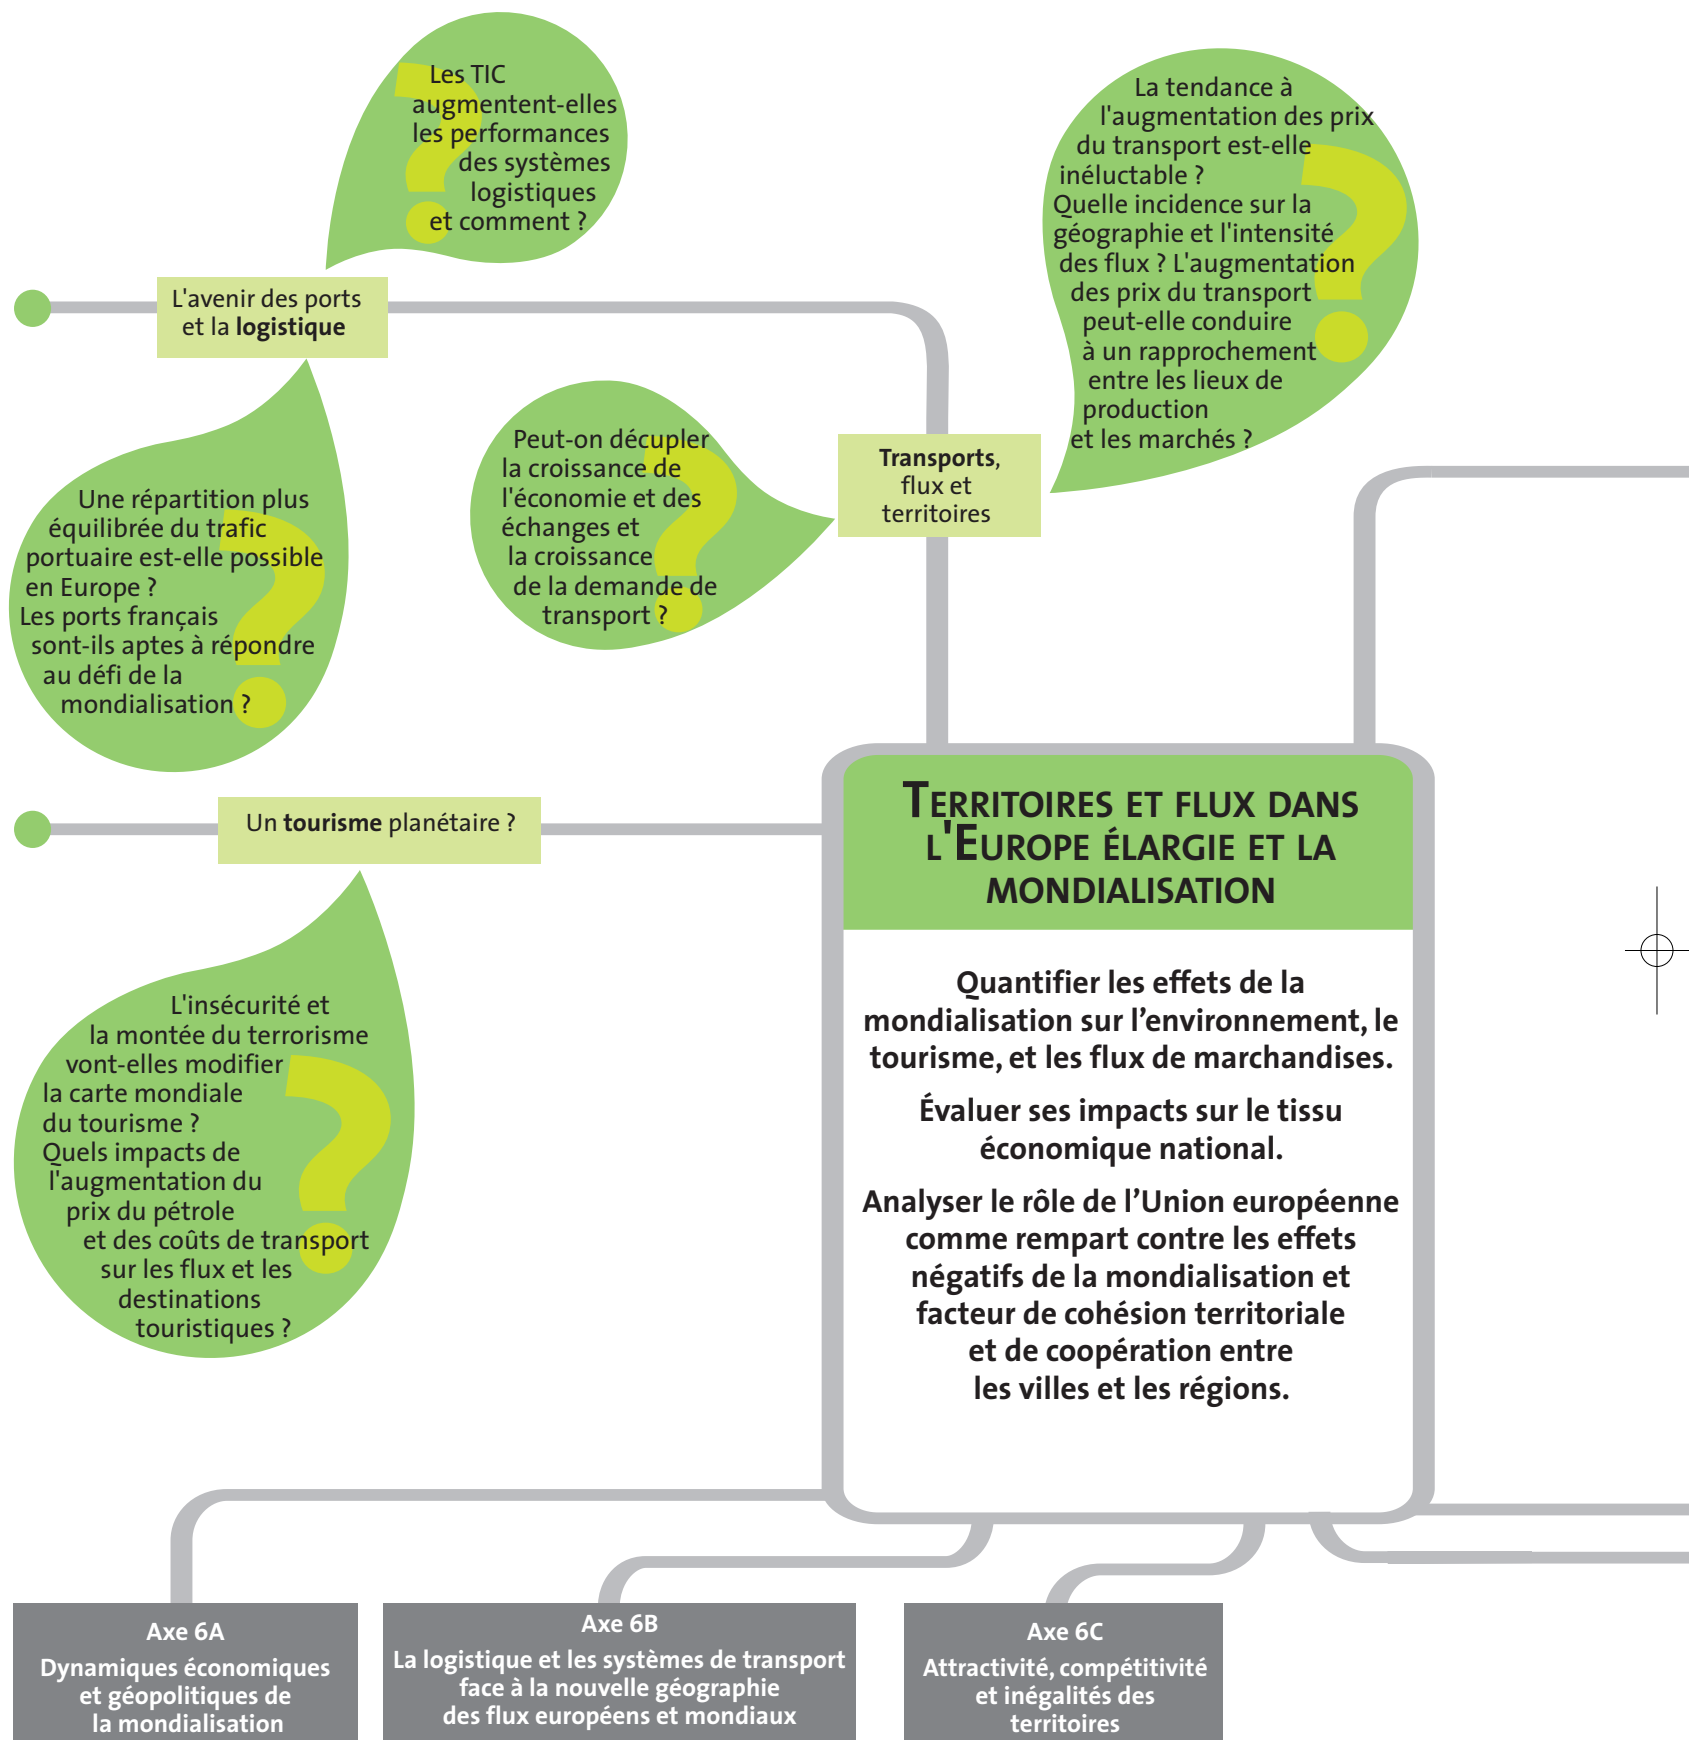 Les TIC
augmentent-elles
les performances
des systèmes
logistiques
et comment ?
La tendance à
l'augmentation des prix
du transport est-elle
inéluctable ?
Quelle incidence sur la
géographie et l'intensité
des flux ? L'augmentation
des prix du transport
peut-elle conduire
à un rapprochement
entre les lieux de
production
et les marchés ?
L'avenir des ports
et la logistique
Peut-on décupler
la croissance de
l'économie et des
échanges et
la croissance
de la demande de
transport ?
Transports,
flux et
territoires
Une répartition plus
équilibrée du trafic
portuaire est-elle possible
en Europe ?
Les ports français
sont-ils aptes à répondre
au défi de la
mondialisation ?
Un tourisme planétaire ?
L'insécurité et
la montée du terrorisme
vont-elles modifier
la carte mondiale
du tourisme ?
Quels impacts de
l'augmentation du
prix du pétrole
et des coûts de transport
sur les flux et les
destinations
touristiques ?
TERRITOIRES ET FLUX DANS
L'EUROPE ÉLARGIE ET LA
MONDIALISATION
Quantifier les effets de la
mondialisation sur l’environnement, le
tourisme, et les flux de marchandises.
Évaluer ses impacts sur le tissu
économique national.
Analyser le rôle de l’Union européenne
comme rempart contre les effets
négatifs de la mondialisation et
facteur de cohésion territoriale
et de coopération entre
les villes et les régions.
Axe 6A
Dynamiques économiques
et géopolitiques de
la mondialisation
Axe 6B
La logistique et les systèmes de transport
face à la nouvelle géographie
des flux européens et mondiaux
Axe 6C
Attractivité, compétitivité
et inégalités des
territoires